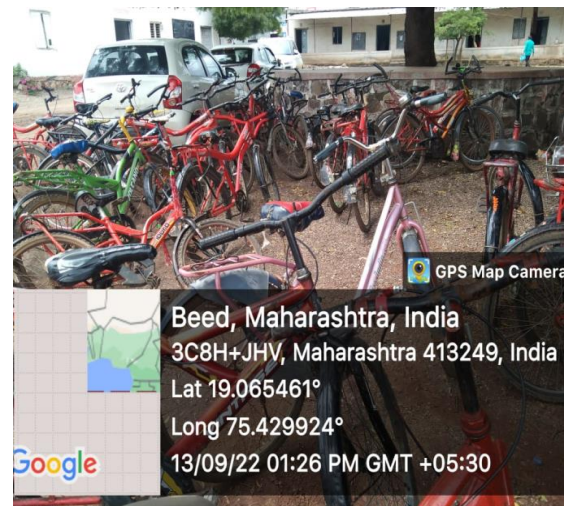 GPS Map Camera
Beed, Maharashtra, India
3C8H+JHV, Maharashtra 413249, India
Lat 19.065461°
Long 75.429924°
13/09/22 01:26 PM GMT +05:30
Google